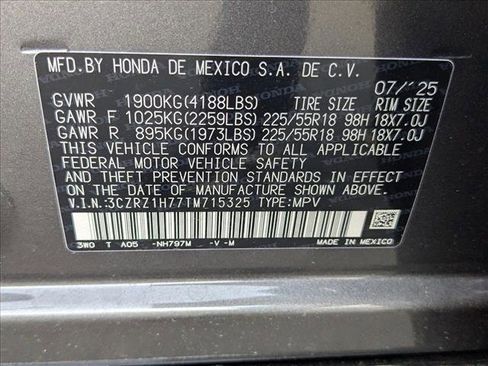 MFD.BY HONDA DE MEXICO S.A. DE C.V.
07/'25
GVWR 1900KG(4188LBS) TIRE SIZE RIM SIZE
GAWR F 1025KG(2259LBS) 225/55R18 98H 18X7.0J
GAWR R 895KG(1973LBS) 225/55R18 98H 18X7.0J
THIS VEHICLE CONFORMS TO ALL APPLICABLE
FEDERAL MOTOR VEHICLE SAFETY, BUMPER, AND
THEFT PREVENTION STANDARDS IN EFFECT ON THE
DATE OF MANUFACTURE SHOWN ABOVE.
V.I.N:3CZRZ1H77TM715325 TYPE:MPV
3W0 T A05 -NH797M -V -M MADE IN MEXICO